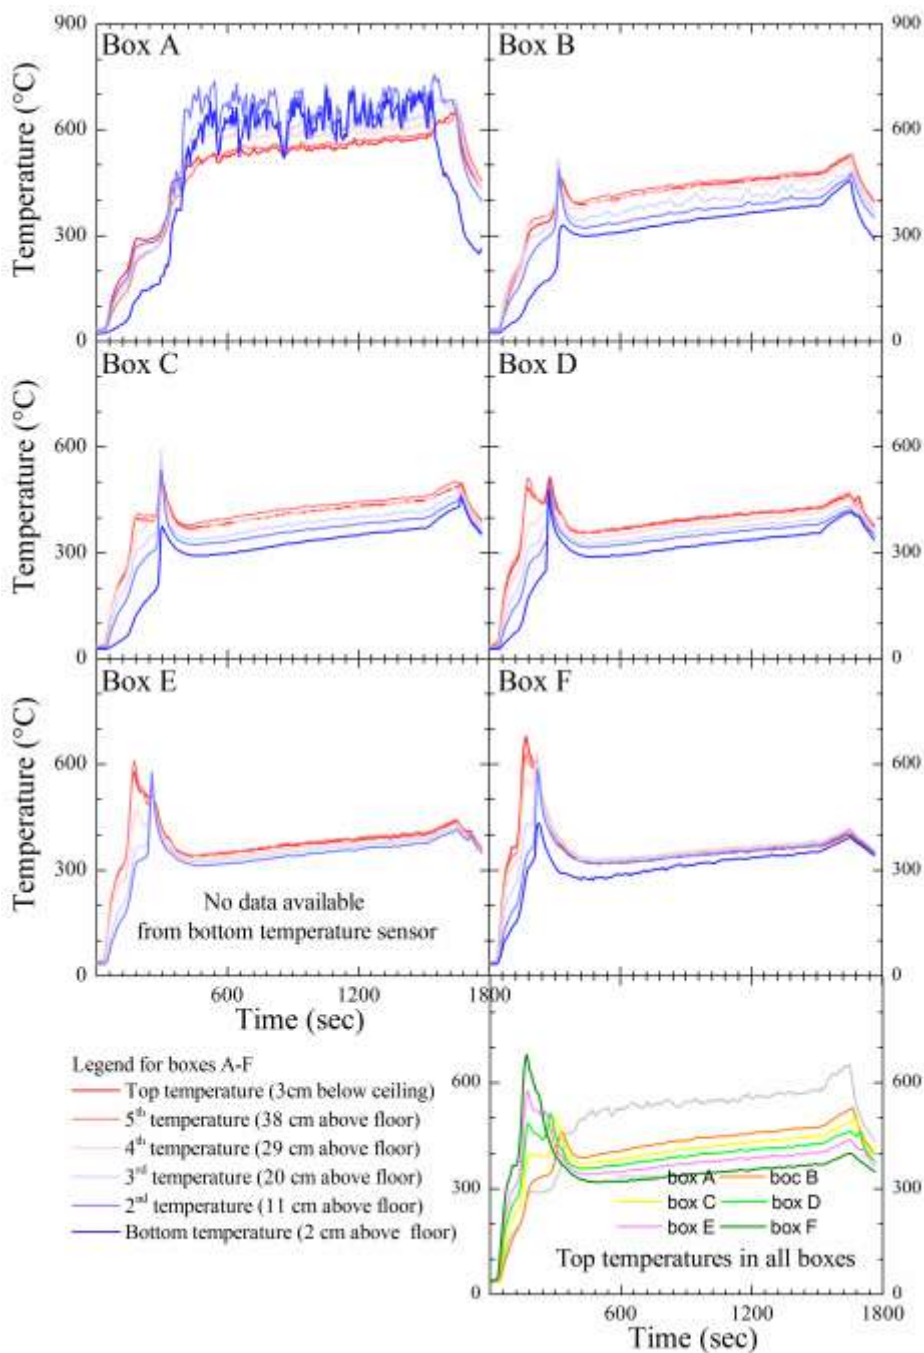 Box A
Box B
900
600
300
0
Temperature (°C)
900
600
300
0
Box C
Box D
600
300
0
Temperature (°C)
600
300
0
Box E
Box F
600
300
0
Temperature (°C)
No data available
from bottom temperature sensor
600
300
0
600
1200
1800
Time (sec)
Legend for boxes A-F
Top temperature (3cm below ceiling)
5th temperature (38 cm above floor)
4th temperature (29 cm above floor)
3rd temperature (20 cm above floor)
2nd temperature (11 cm above floor)
Bottom temperature (2 cm above floor)
600
300
0
box A
boc B
box C
box D
box E
box F
Top temperatures in all boxes
600
1200
1800
Time (sec)